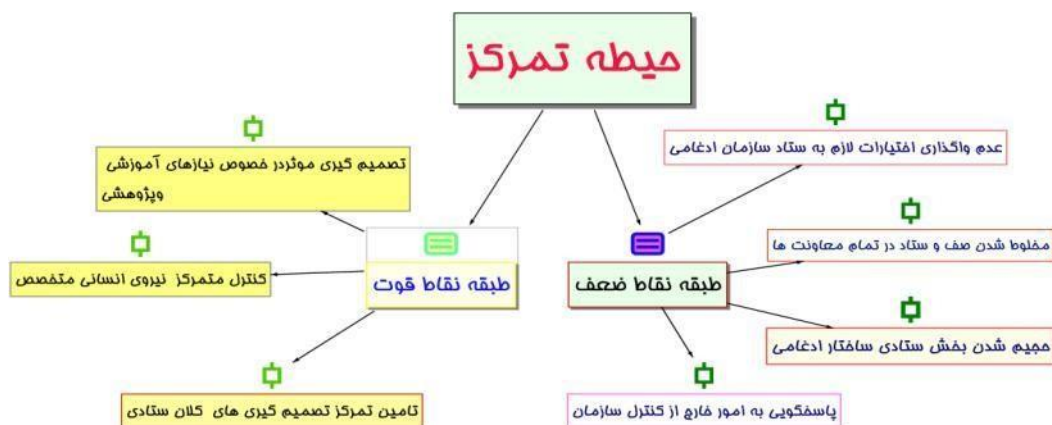 حیطه تمرکز
عدم واگذاری اختیارات لازم به ستاد سازمان ادغامی
تصمیم گیری موثردر خصوص نیازهای آموزشی
وپژوهشی
مخلوط شدن صف و ستاد در تمام معاونت ها
طبقه نقاط ضعف
طبقه نقاط قوت
کنترل متمرکز نیروی انسانی متخصص
حجیم شدن بخش ستادی ساختار ادغامی
پاسخگویی به امور خارج از کنترل سازمان
تامین تمرکز تصمیم گیری های کلان ستادی